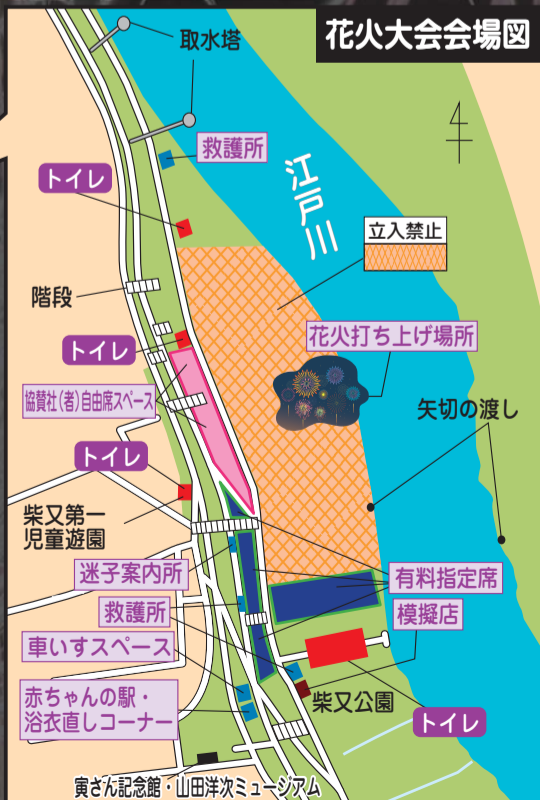 花火大会会場図
取水塔
救護所
江戸川
トイレ
立入禁止
階段
花火打ち上げ場所
トイレ
協賛社(者)自由席スペース
矢切の渡し
トイレ
柴又第一
児童遊園
迷子案内所
有料指定席
救護所
模擬店
車いすスペース
赤ちゃんの駅・
浴衣直しコーナー
柴又公園
トイレ
寅さん記念館・山田洋次ミュージアム